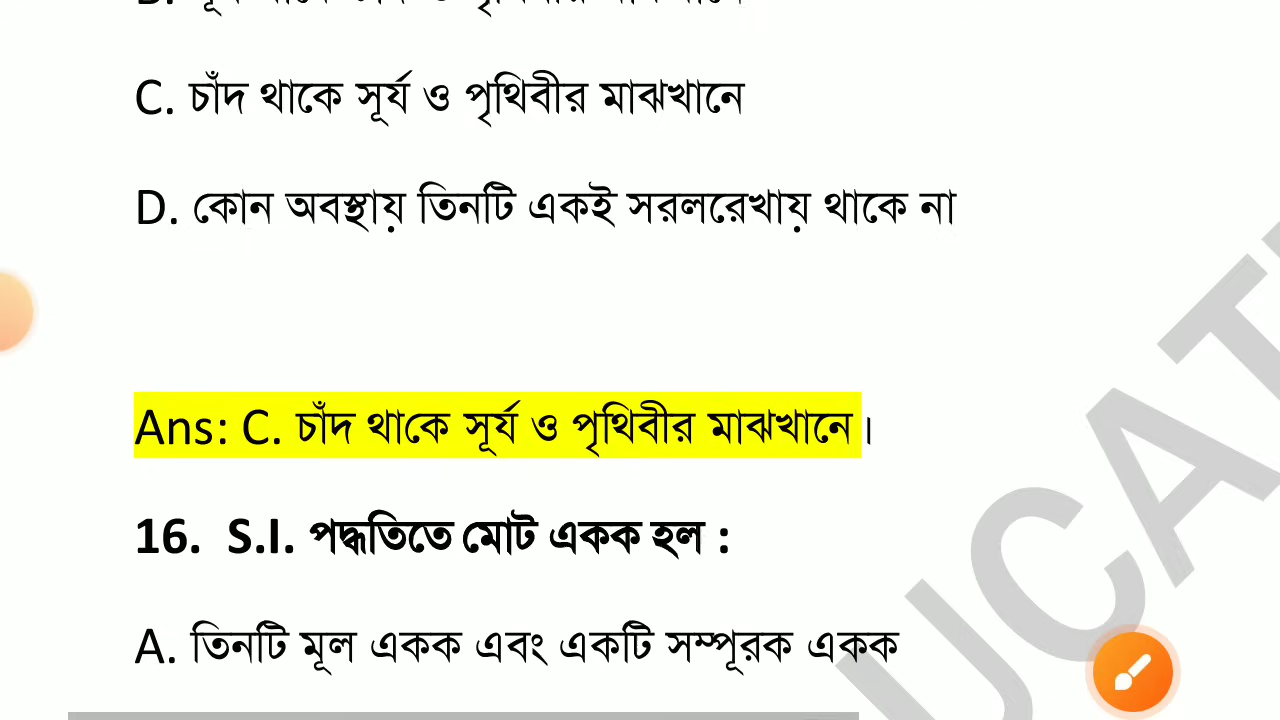 C. চাঁদ থাকে সূর্য ও পৃথিবীর মাঝখানে
D. কোন অবস্থায় তিনটি একই সরলরেখায় থাকে না
Ans: C. চাঁদ থাকে সূর্য ও পৃথিবীর মাঝখানে।
16. S.I. পদ্ধতিতে মোট একক হল :
A. তিনটি মূল একক এবং একটি সম্পূরক একক
UCAT